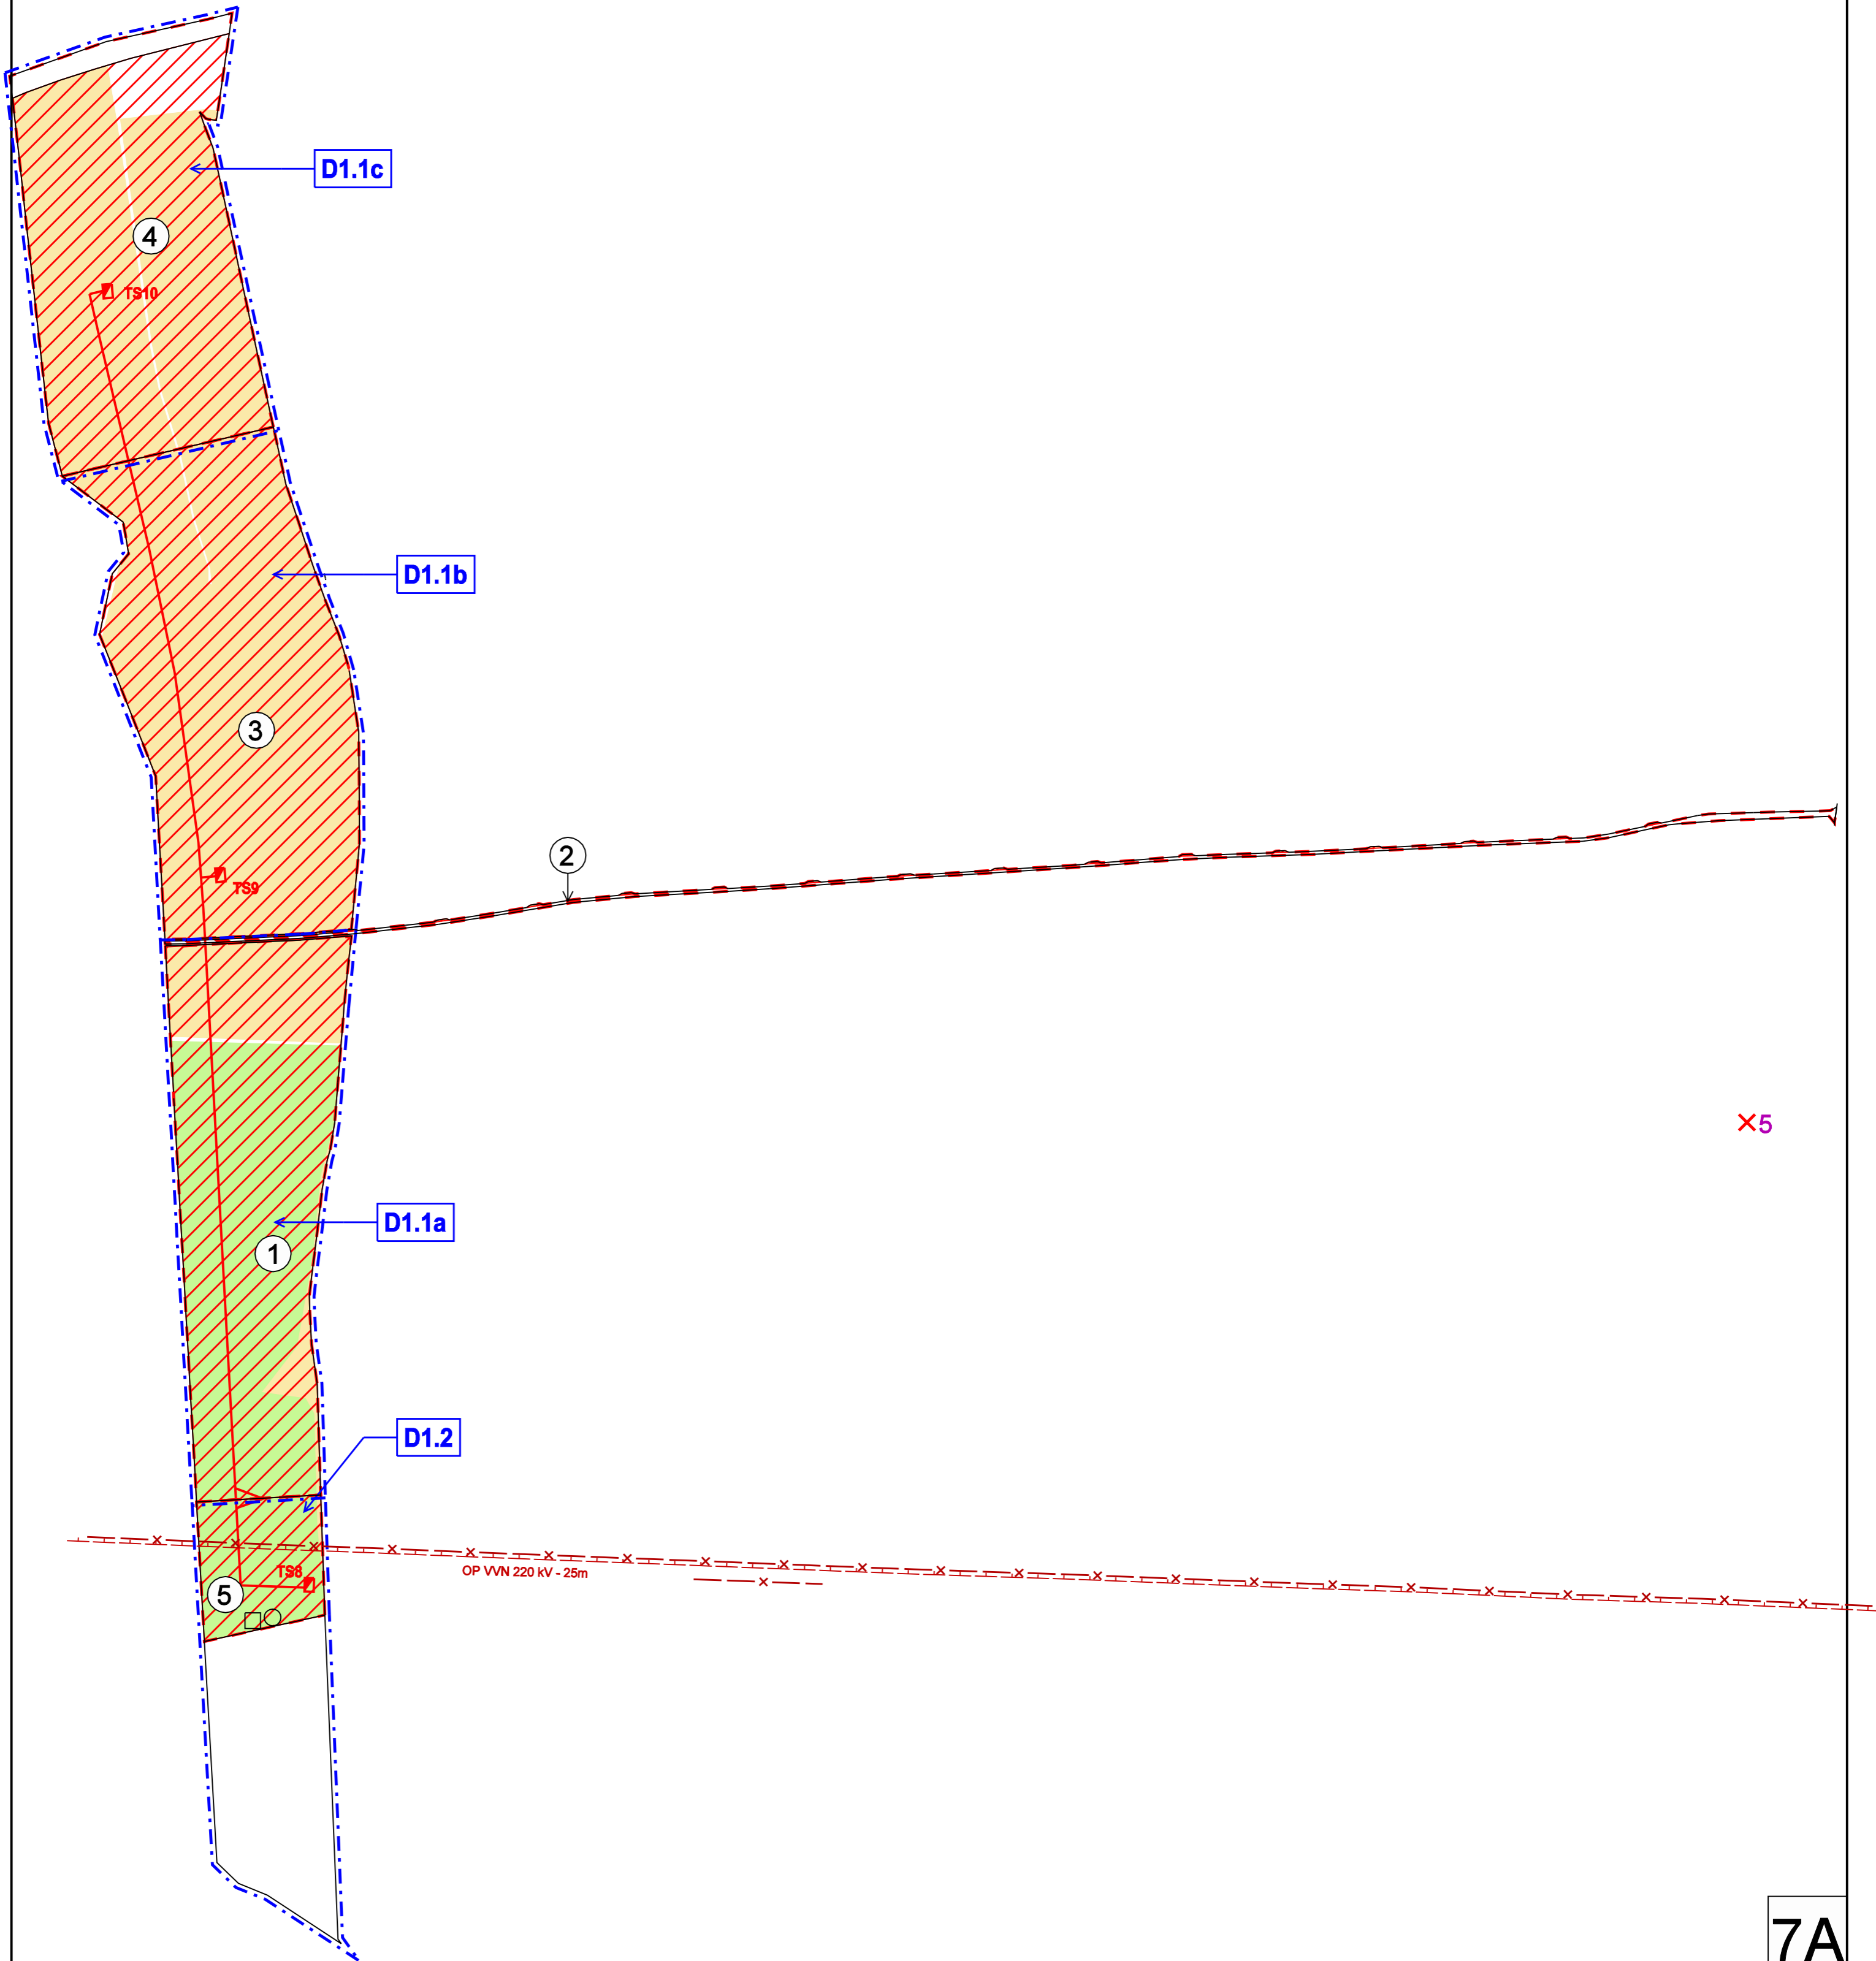 D1.1c
4
TS10
D1.1b
3
2
TS9
5
D1.1a
1
D1.2
OP VVN 220 kV - 25m
TS8
5
7A